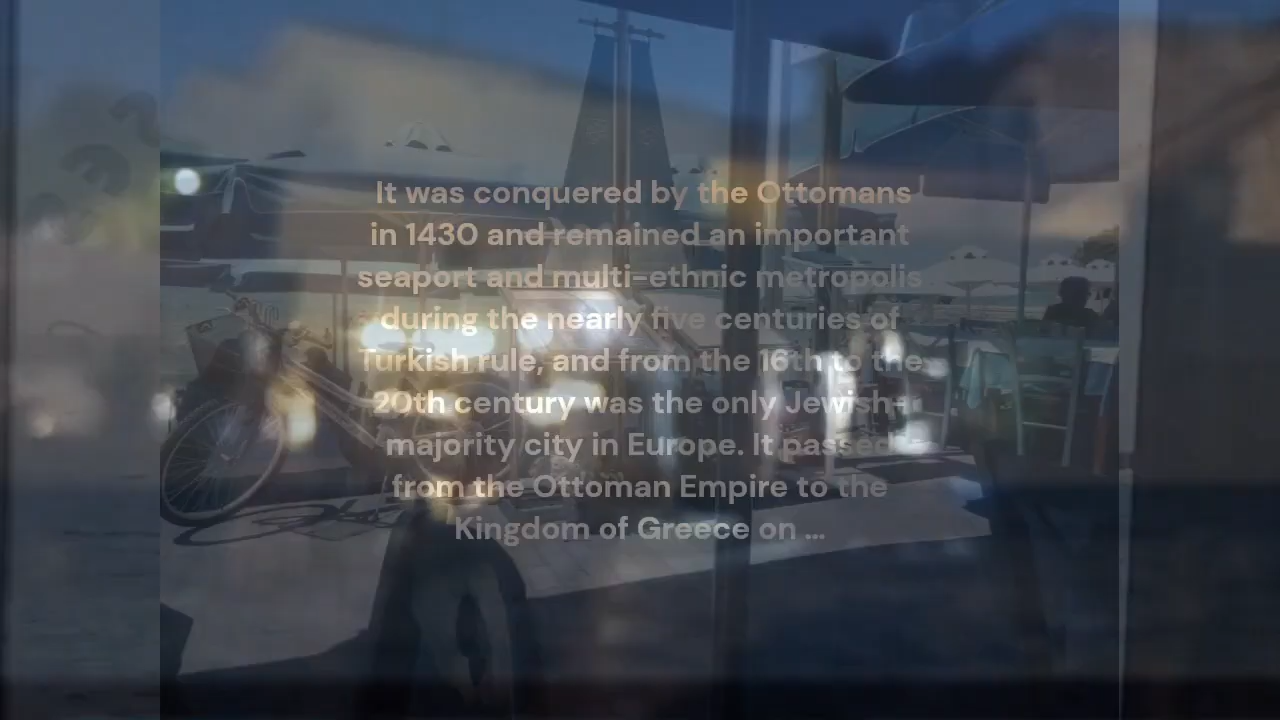 It was conquered by the Ottomans
in 1430 and remained an important
seaport and multi-ethnic metropolis
during the nearly five centuries of
Turkish rule, and from the 16th to the
20th century was the only Jewish-
majority city in Europe. It passed
from the Ottoman Empire to the
Kingdom of Greece on ...